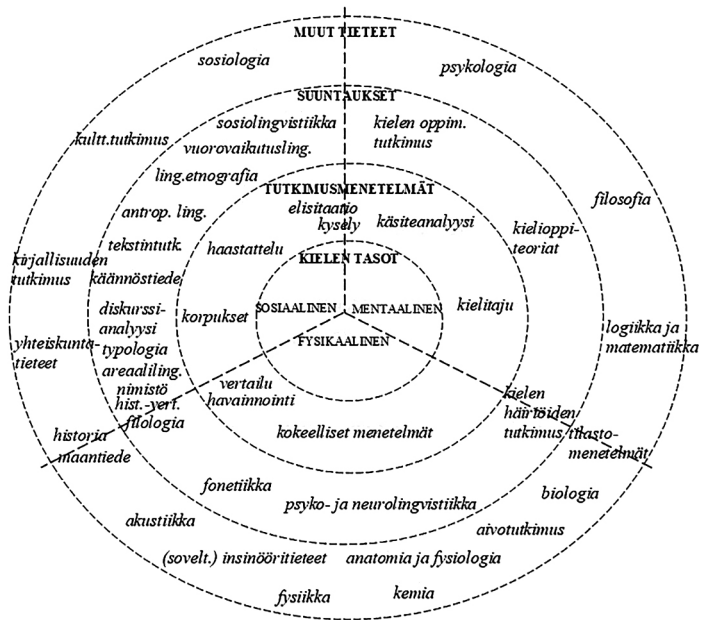 MUUT TIETEET
sosiologia
psykologia
SUUNTAUKSET
sosiolingvistiikka
kielen oppim.
tutkimus
kultt.tutkimus
vuorovaikutusling.
ling.etnografia
TUTKIMUSMENETELMÄT
elisitaatio
kysely
käsiteanalyysi
filosofia
antrop. ling.
kielioppi-
teoriat
tekstintutk.
haastattelu
KIELEN TASOT
kirjallisuuden
tutkimus
käännöstiede
diskurssi-
analyysi
korpukset
SOSIAALINEN
MENTAALINEN
kielitaju
FYSIKAALINEN
logiikka ja
matematiikka
yhteiskunta-
tieteet
typologia
areaaliling.
nimistö
hist.-vert.
filologia
vertailu
havainnointi
kielen
häiriöiden
tutkimus
tilasto-
menetelmät
historia
maantiede
kokeelliset menetelmät
fonetiikka
psyko- ja neurolingvistiikka
biologia
akustiikka
aivotutkimus
(sovelt.) insinööritieteet
anatomia ja fysiologia
fysiikka
kemia